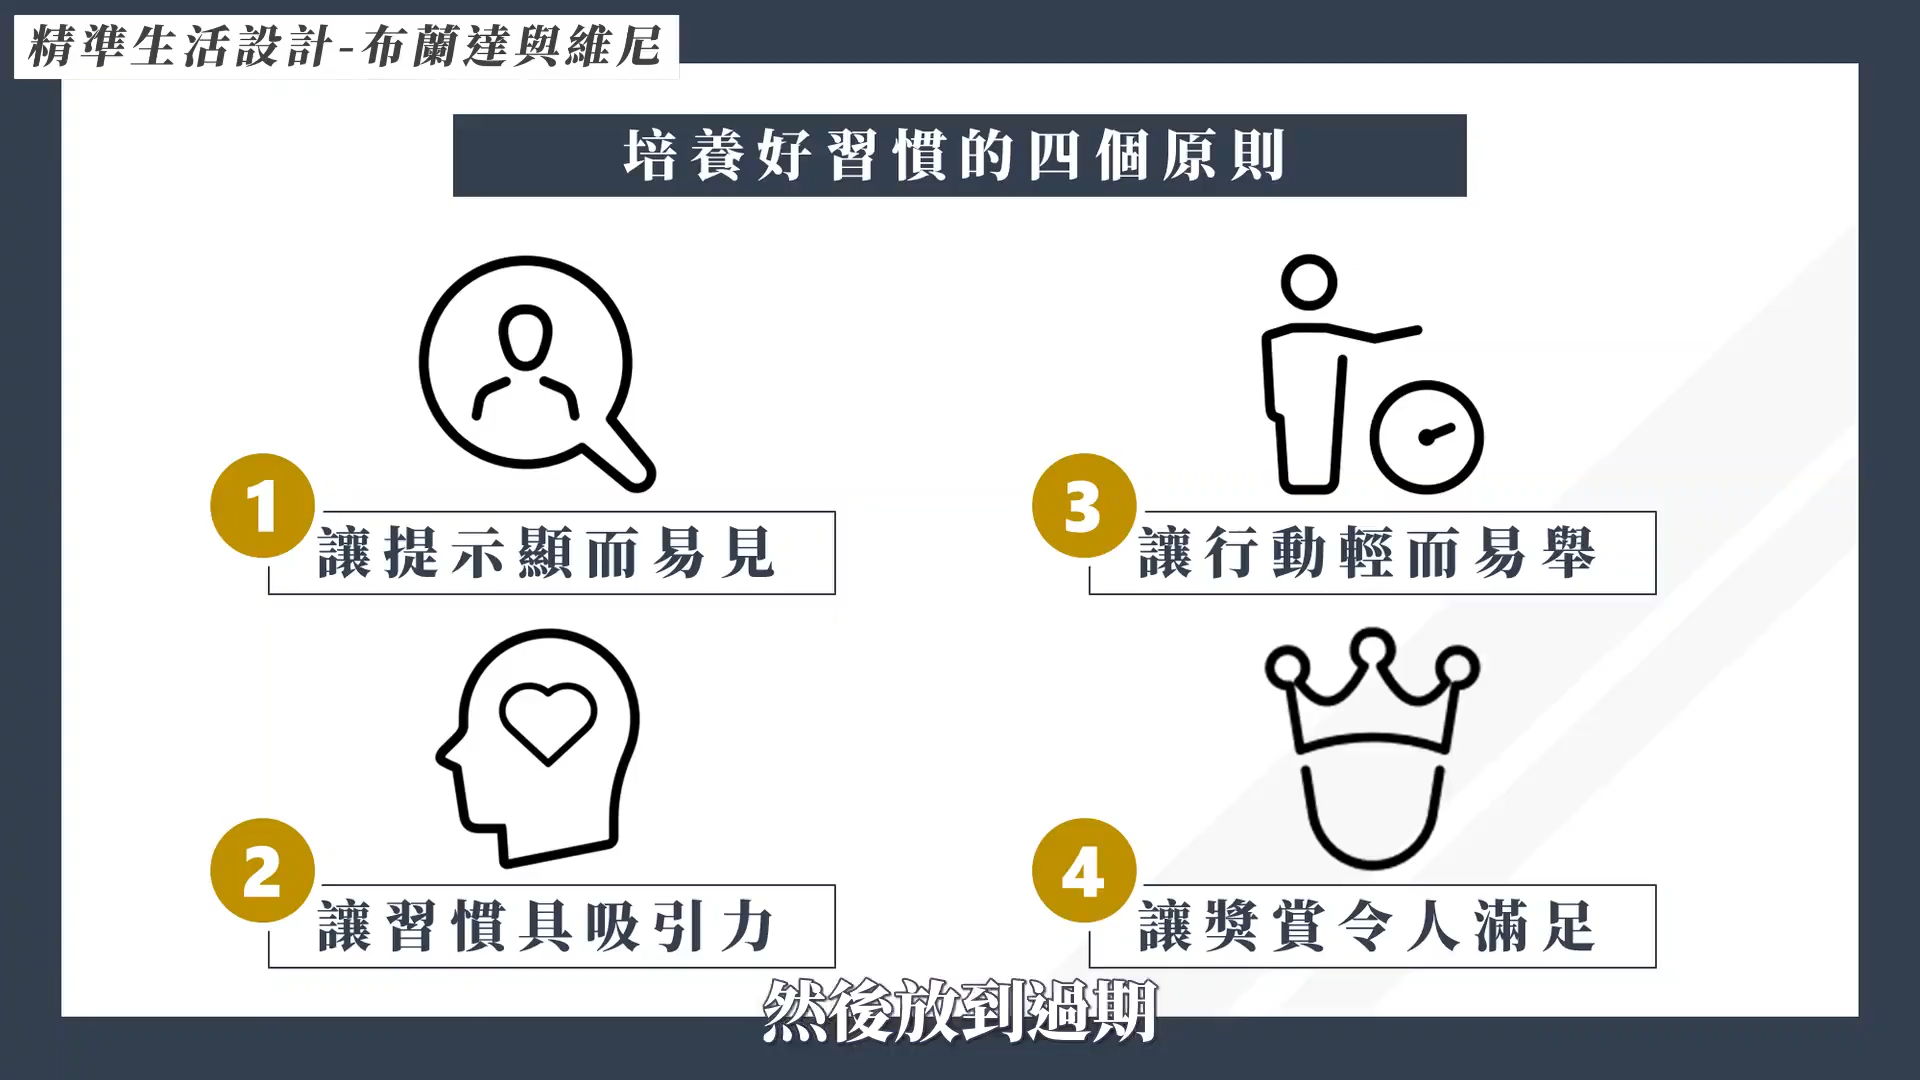 精準生活設計-布蘭達與維尼
培養好習慣的四個原則
1
讓提示顯而易見
2
讓習慣具吸引力
3
讓行動輕而易舉
4
讓獎賞令人滿足
然後放到過期